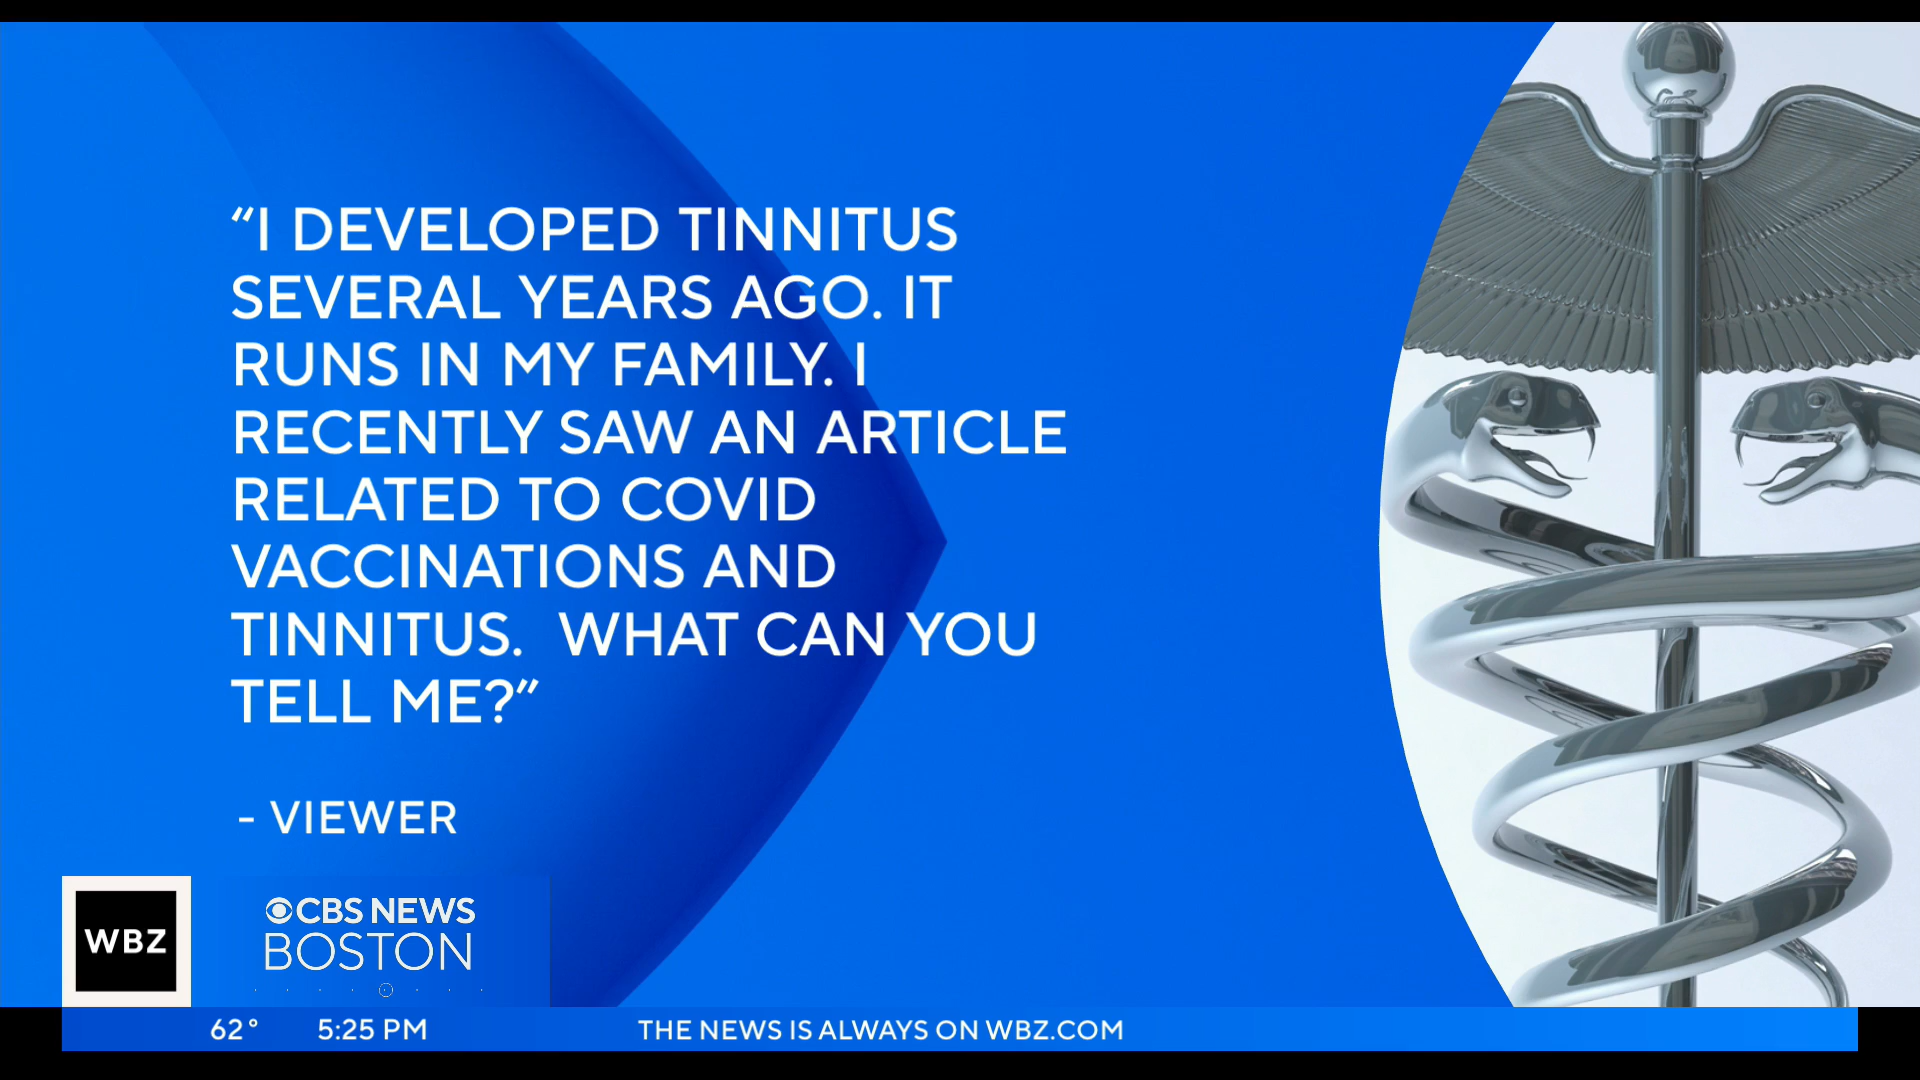 “I DEVELOPED TINNITUS
SEVERAL YEARS AGO. IT
RUNS IN MY FAMILY. I
RECENTLY SAW AN ARTICLE
RELATED TO COVID
VACCINATIONS AND
TINNITUS.  WHAT CAN YOU
TELL ME?”
- VIEWER
WBZ
CBS NEWS
BOSTON
62° 5:25 PM THE NEWS IS ALWAYS ON WBZ.COM